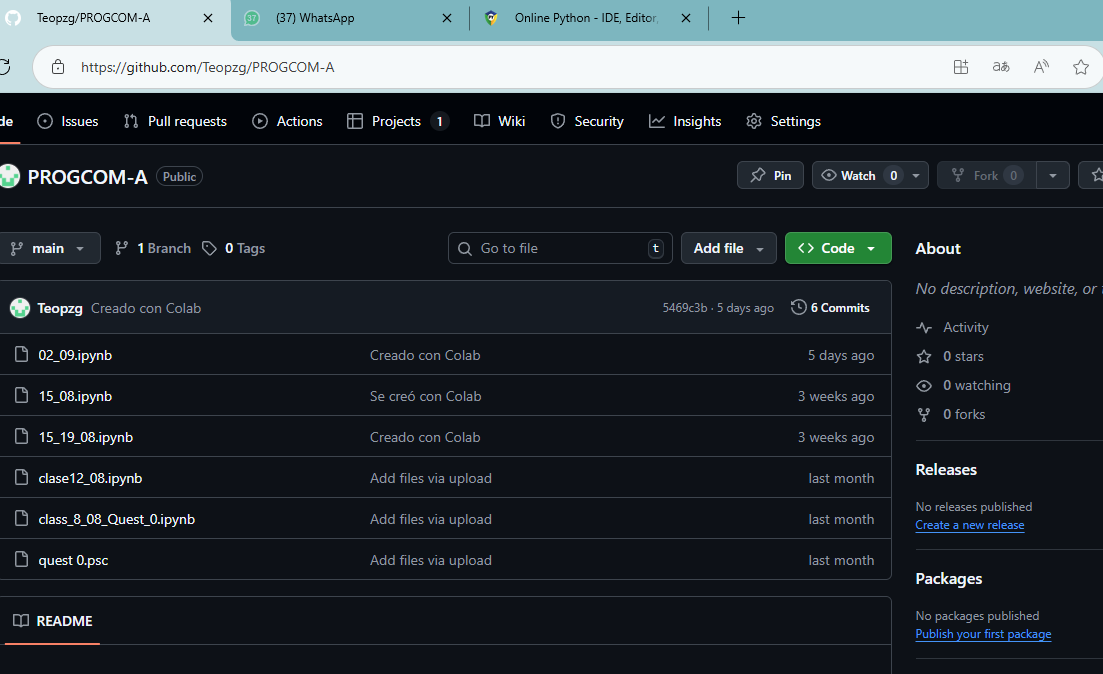 Teopzg/PROGCOM-A
37 (37) WhatsApp
Online Python - IDE, Editor,
https://github.com/Teopzg/PROGCOM-A
de Issues Pull requests Actions Projects 1 Wiki Security Insights Settings
PROGCOM-A Public Pin Watch 0 Fork 0
main 1 Branch 0 Tags Go to file t Add file Code
Teopzg Creado con Colab 5469c3b · 5 days ago 6 Commits
02_09.ipynb Creado con Colab 5 days ago
15_08.ipynb Se creó con Colab 3 weeks ago
15_19_08.ipynb Creado con Colab 3 weeks ago
clase12_08.ipynb Add files via upload last month
class_8_08_Quest_0.ipynb Add files via upload last month
quest 0.psc Add files via upload last month
README
About
No description, website, or
Activity
0 stars
0 watching
0 forks
Releases
No releases published
Create a new release
Packages
No packages published
Publish your first package